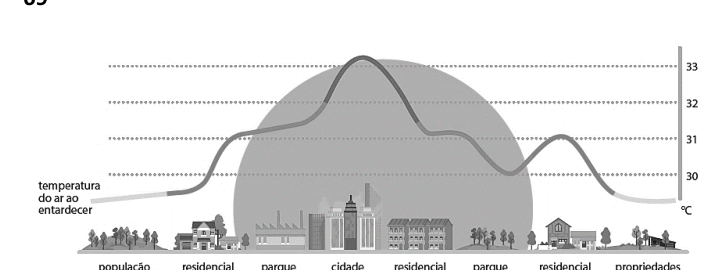 33
32
31
30
°C
temperatura
do ar ao
entardecer
população residencial parque cidade residencial parque residencial propriedades